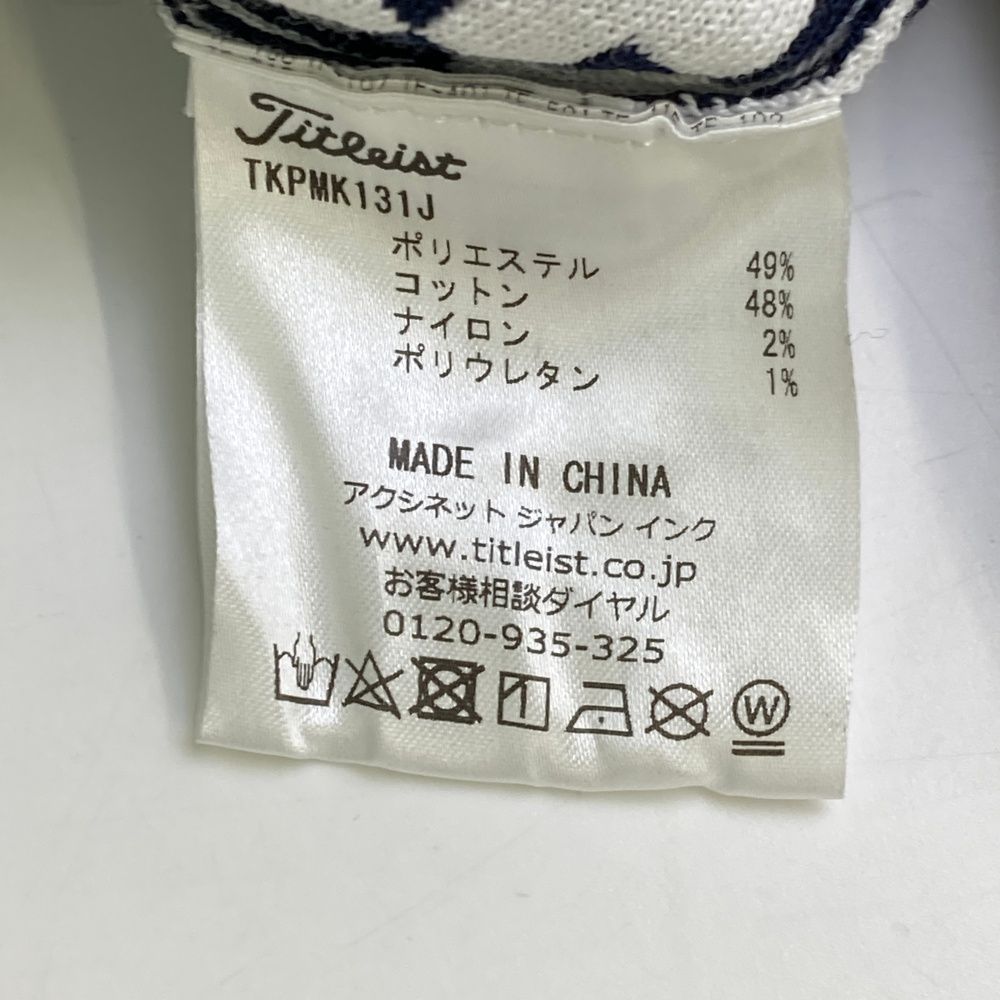 Titleist
TKPMK131J
ポリエステル 49%
コットン 48%
ナイロン 2%
ポリウレタン 1%
MADE IN CHINA
アクシネット ジャパン インク
www.titleist.co.jp
お客様相談ダイヤル
0120-935-325
W